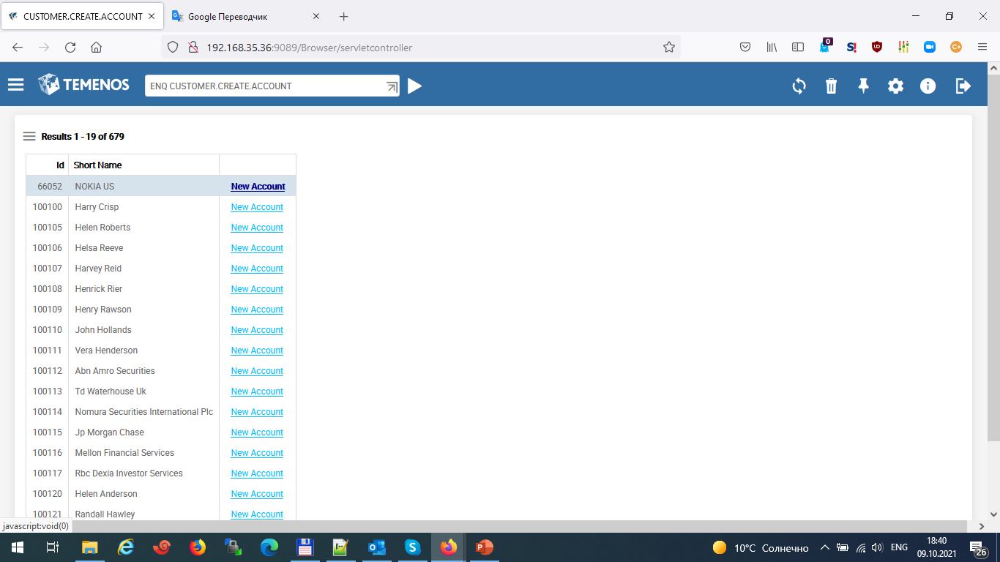 CUSTOMER.CREATE.ACCOUNT
Google Переводчик
192.168.35.36:9089/Browser/servletcontroller
0
S!
UD
C+
TEMENOS
ENQ CUSTOMER.CREATE.ACCOUNT
Results 1 - 19 of 679
Id Short Name
66052 NOKIA US New Account
100100 Harry Crisp New Account
100105 Helen Roberts New Account
100106 Helsa Reeve New Account
100107 Harvey Reid New Account
100108 Henrick Rier New Account
100109 Henry Rawson New Account
100110 John Hollands New Account
100111 Vera Henderson New Account
100112 Abn Amro Securities New Account
100113 Td Waterhouse Uk New Account
100114 Nomura Securities International Plc New Account
100115 Jp Morgan Chase New Account
100116 Mellon Financial Services New Account
100117 Rbc Dexia Investor Services New Account
100120 Helen Anderson New Account
100121 Randall Hawley New Account
javascript:void(0)
10°C Солнечно
ENG
18:40
09.10.2021
26